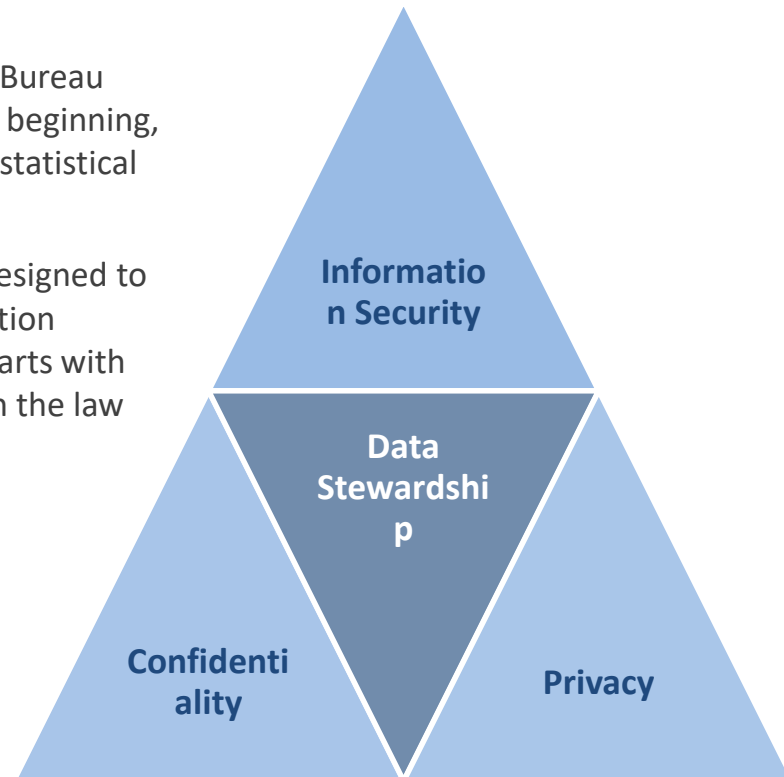 Bureau
beginning,
statistical
esigned to
tion
arts with
n the law
Informatio
n Security
Data
Stewardshi
p
Confidenti
ality
Privacy